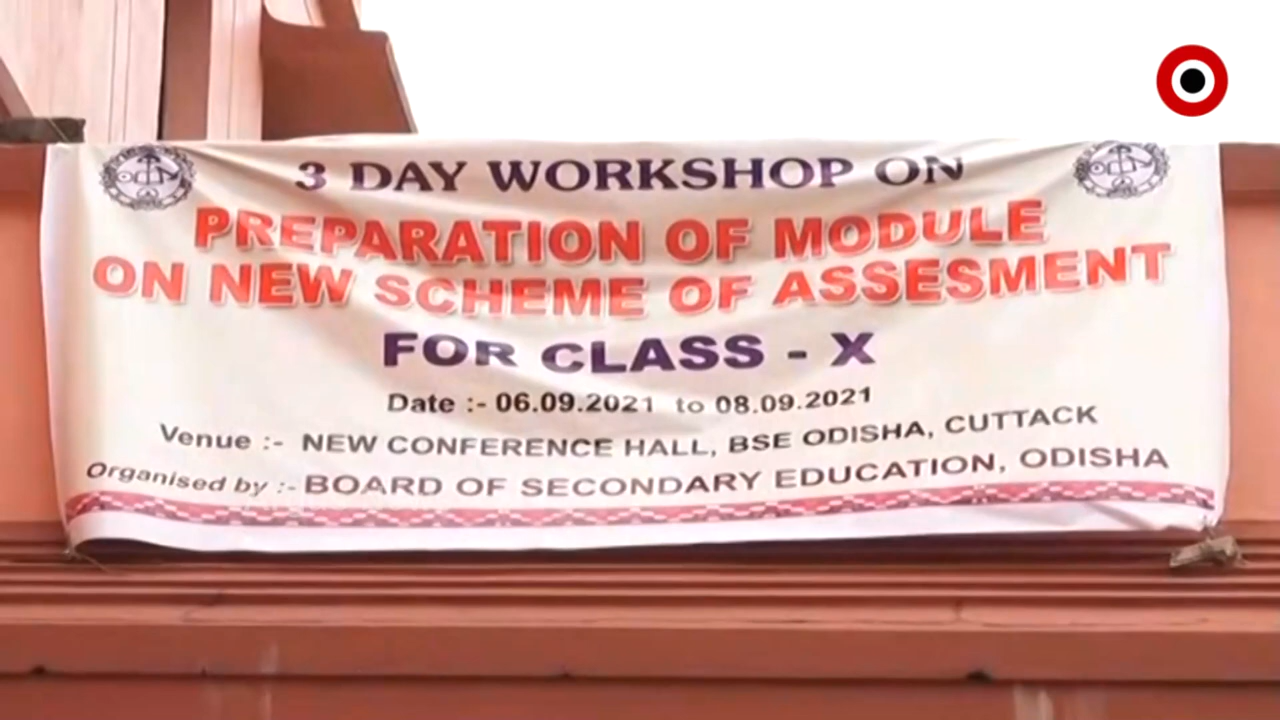 3 DAY WORKSHOP ON
PREPARATION OF MODULE
ON NEW SCHEME OF ASSESMENT
FOR CLASS - X
Date :- 06.09.2021 to 08.09.2021
Venue :- NEW CONFERENCE HALL, BSE ODISHA, CUTTACK
Organised by :- BOARD OF SECONDARY EDUCATION, ODISHA